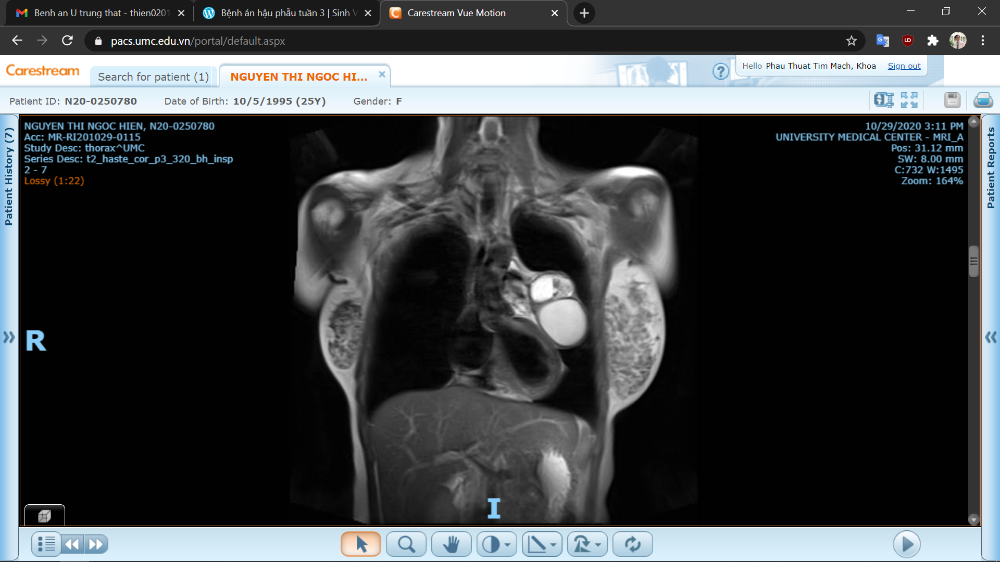 Benh an U trung that - thien0201
Bệnh án hậu phẫu tuần 3 | Sinh V
Carestream Vue Motion
pacs.umc.edu.vn/portal/default.aspx
Carestream
Search for patient (1)
NGUYEN THI NGOC HI...
Hello Phau Thuat Tim Mach, Khoa Sign out
Patient ID: N20-0250780 Date of Birth: 10/5/1995 (25Y) Gender: F
Patient History (7)
NGUYEN THI NGOC HIEN, N20-0250780
Acc: MR-RI201029-0115
Study Desc: thorax^UMC
Series Desc: t2_haste_cor_p3_320_bh_insp
2 - 7
Lossy (1:22)
10/29/2020 3:11 PM
UNIVERSITY MEDICAL CENTER - MRI_A
Pos: 31.12 mm
SW: 8.00 mm
C:732 W:1495
Zoom: 164%
Patient Reports
R
I